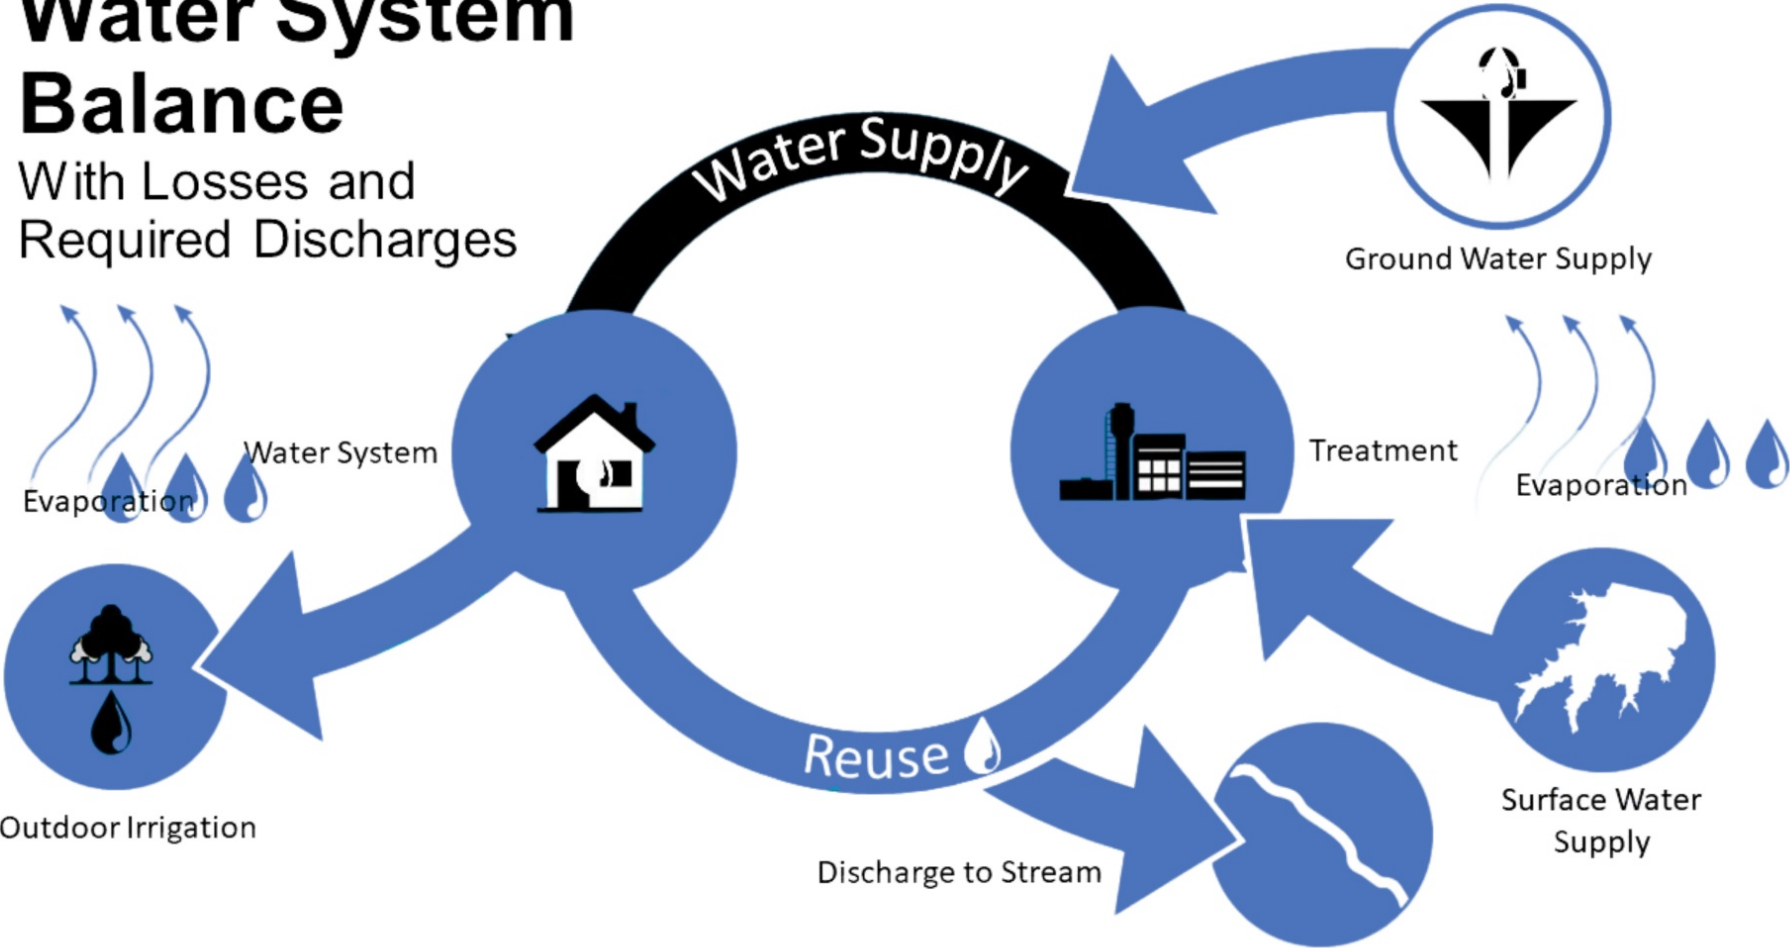 Water System
Balance
With Losses and
Required Discharges
Water Supply
Ground Water Supply
Water System
Evaporation
Treatment
Evaporation
Outdoor Irrigation
Reuse
Discharge to Stream
Surface Water
Supply